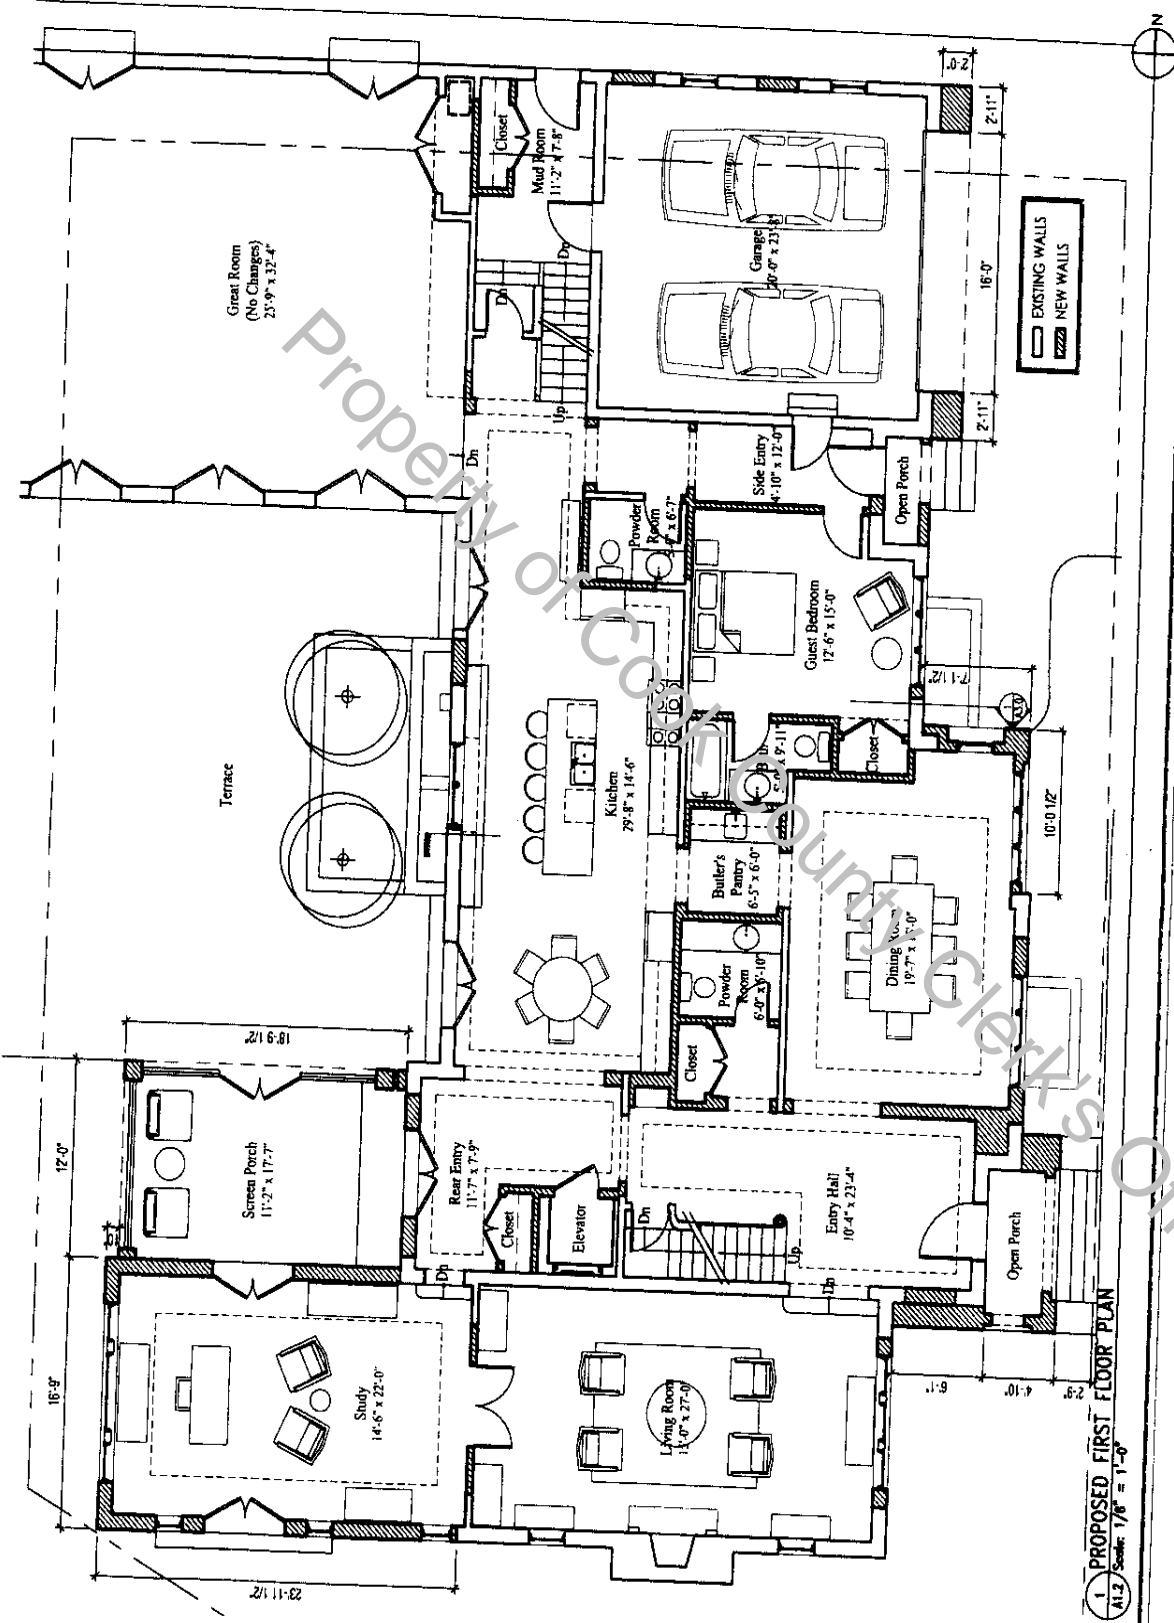 N
Great Room
(No Changes)
25'-9" x 32'-4"
Closet
Mud Room
11'-2" x 7'-8"
2'-0"
2'-11"
Garage
16'-0"
2'-11"
EXISTING WALLS
NEW WALLS
Dn
Dn
Up
Dn
Side Entry
4'-10" x 12'-0"
Open Porch
Powder
Room
Guest Bedroom
12'-6" x 15'-0"
7'-1 1/2"
1
A3.0
Terrace
Kitchen
29'-8" x 14'-6"
Closet
10'-0 1/2"
Butler's
Pantry
6'-5" x 6'-0"
Powder
Room
Closet
Dining
18'-9 1/2"
12'-0"
Screen Porch
11'-2" x 17'-7"
Rear Entry
11'-7" x 7'-9"
Closet
Elevator
Dn
Dn
Up
Dn
Entry Hall
10'-4" x 23'-4"
Open Porch
16'-9"
Study
14'-6" x 22'-0"
Living Room
6'-1"
4'-10"
2'-9"
23'-11 1/2"
1
A1.2
PROPOSED FIRST FLOOR PLAN
Scale: 1/8" = 1'-0"
Property of Cook County Clerk's Of